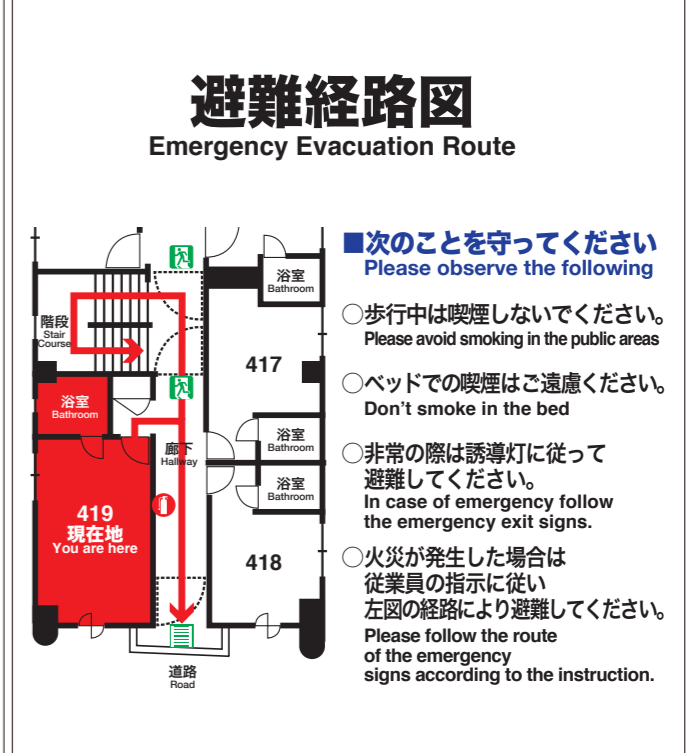 避難経路図
Emergency Evacuation Route
浴室
Bathroom
階段
Stair
Course
417
浴室
Bathroom
浴室
Bathroom
廊下
Hallway
浴室
Bathroom
419
現在地
You are here
418
道路
Road
■次のことを守ってください
Please observe the following
○歩行中は喫煙しないでください。
Please avoid smoking in the public areas
○ベッドでの喫煙はご遠慮ください。
Don't smoke in the bed
○非常の際は誘導灯に従って
避難してください。
In case of emergency follow
the emergency exit signs.
○火災が発生した場合は
従業員の指示に従い
左図の経路により避難してください。
Please follow the route
of the emergency
signs according to the instruction.